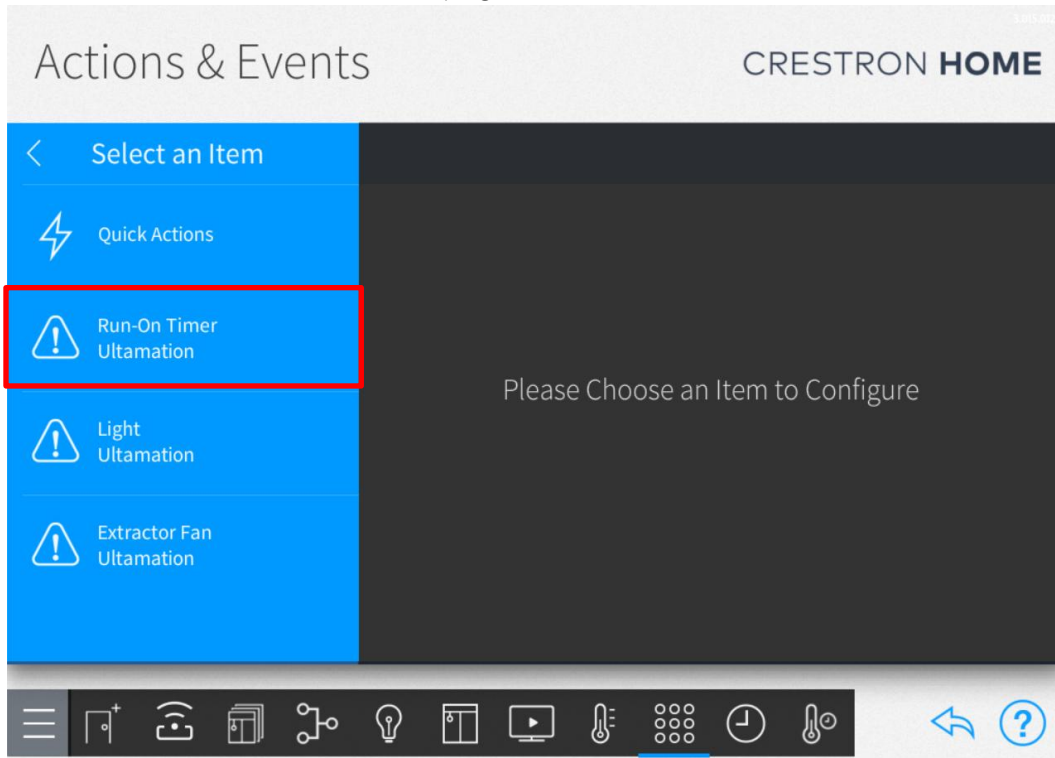 Actions & Events
CRESTRON HOME
Select an Item
Quick Actions
Run-On Timer
Ultamation
Please Choose an Item to Configure
Light
Ultamation
Extractor Fan
Ultamation
?